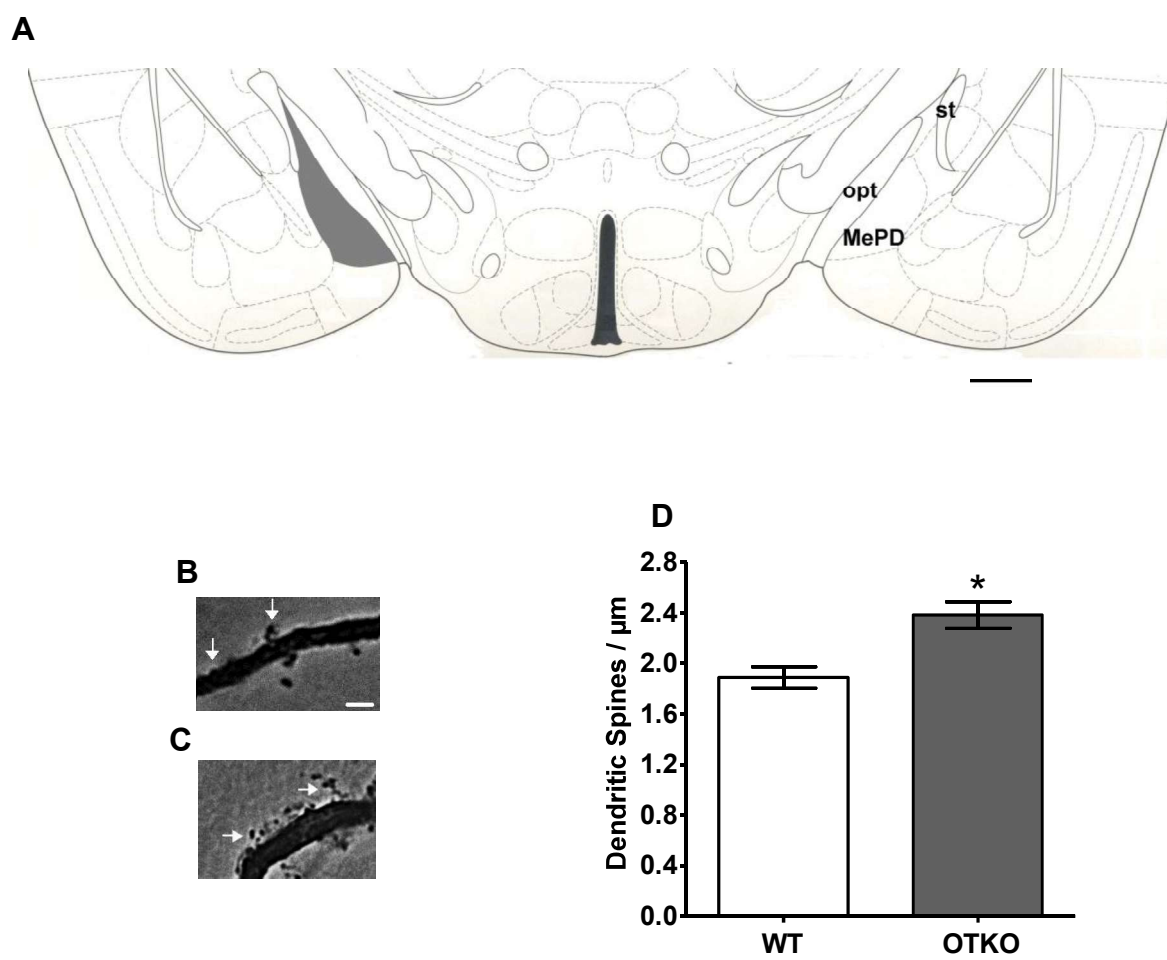 A
st
opt
MePD
B
C
D
Dendritic Spines / µm
2.8
*
2.4
2.0
1.6
1.2
0.8
0.4
0.0
WT OTKO